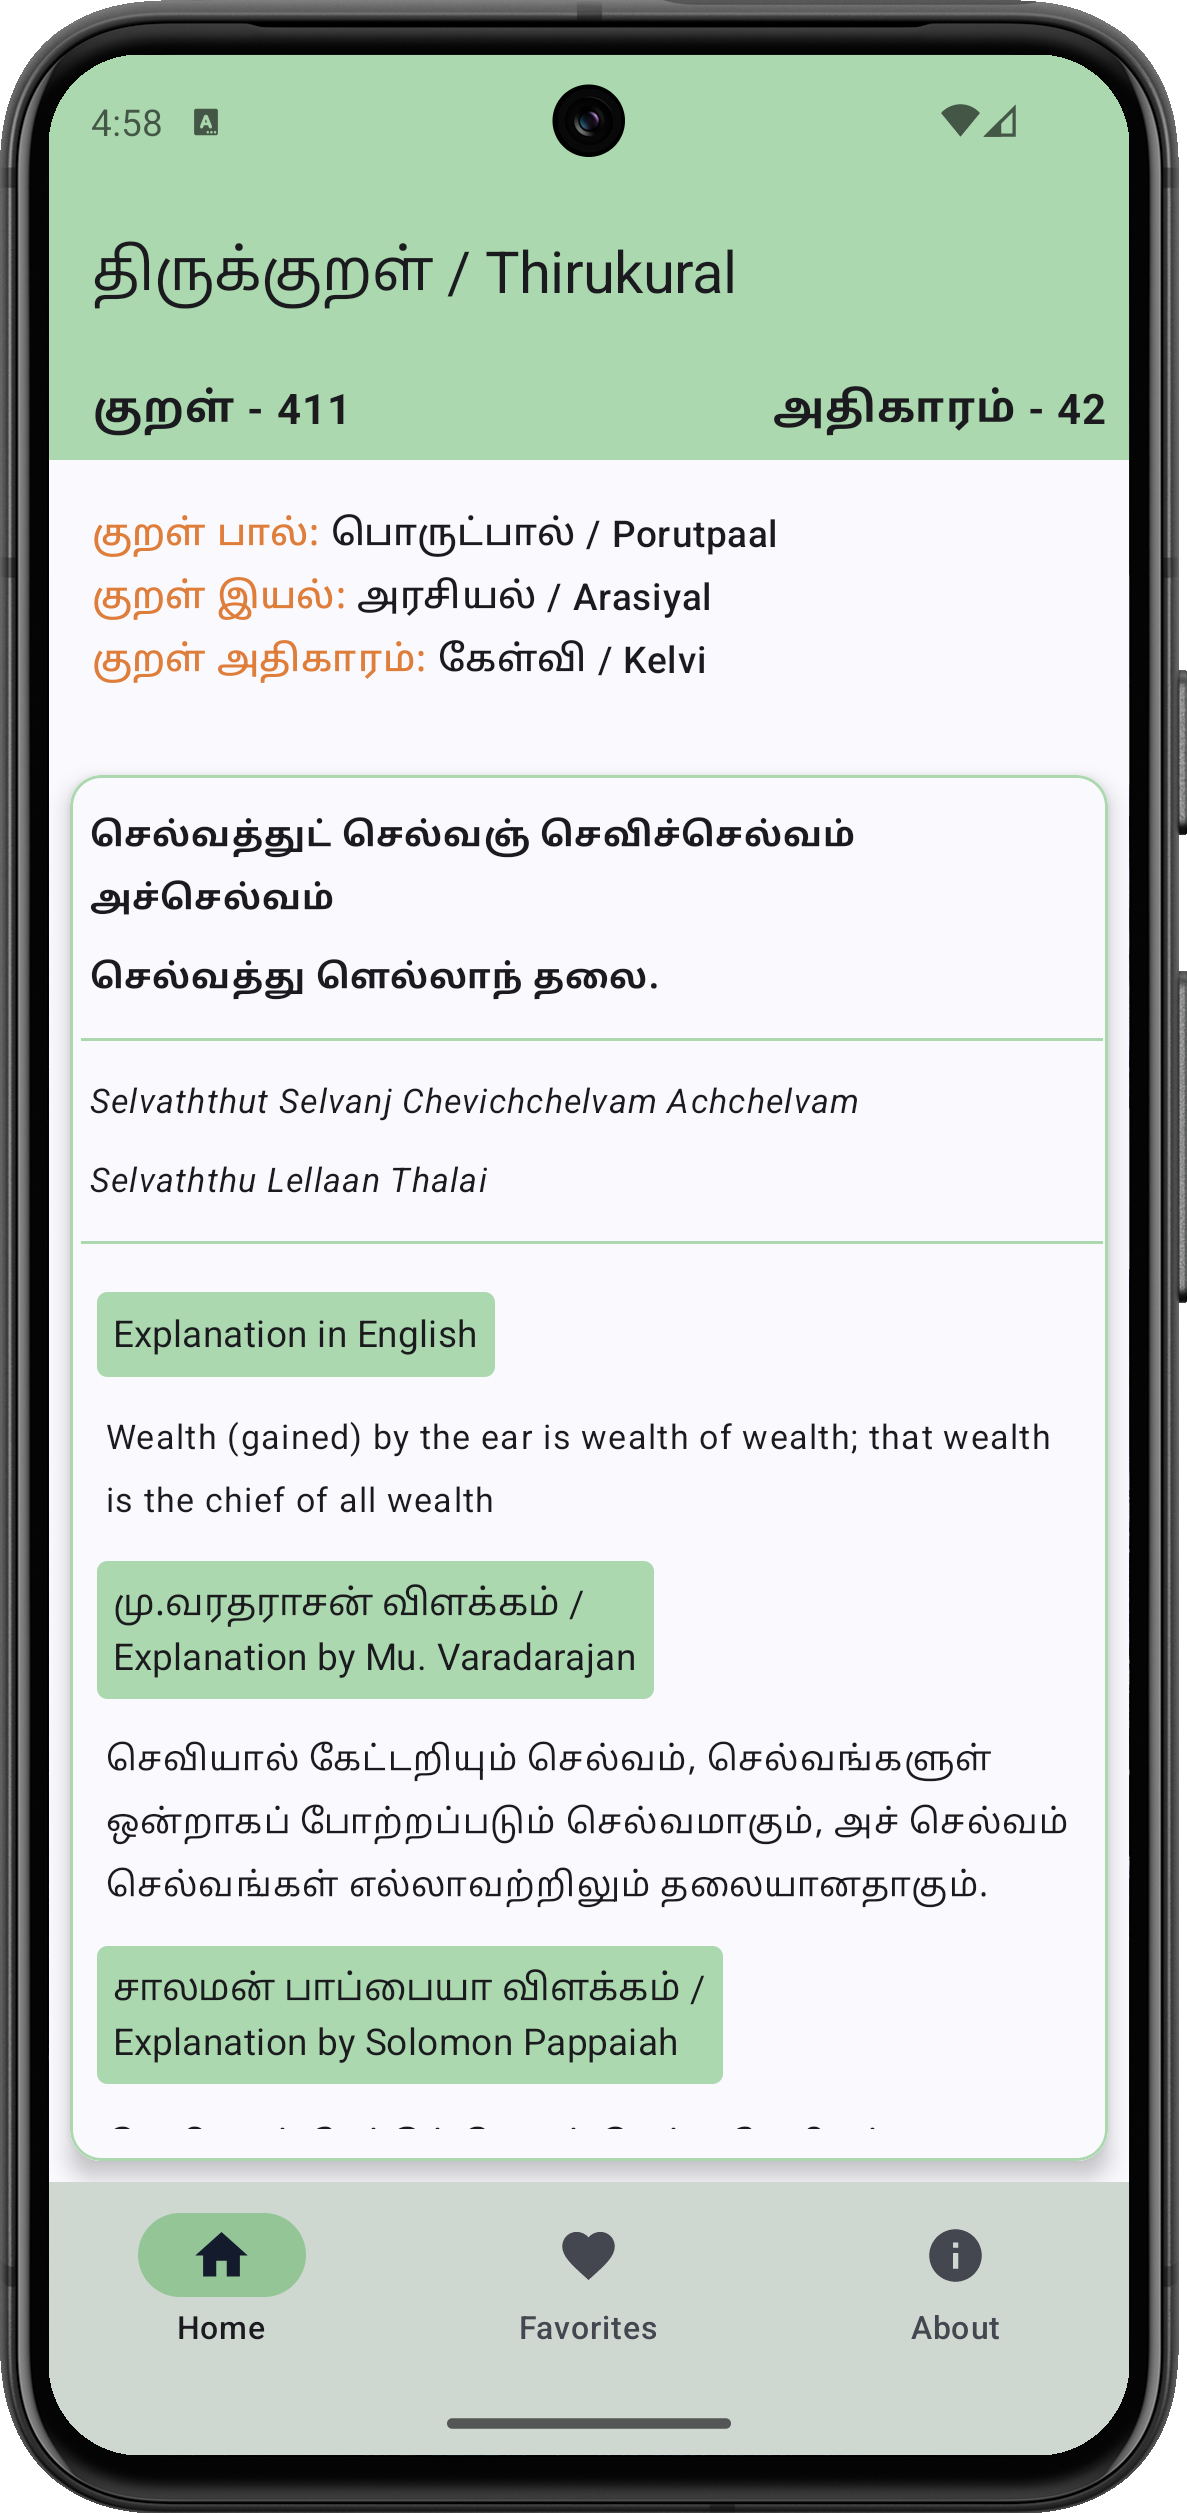 4:58
திருக்குறள் / Thirukural
குறள் - 411 அதிகாரம் - 42
குறள் பால்: பொருட்பால் / Porutpaal
குறள் இயல்: அரசியல் / Arasiyal
குறள் அதிகாரம்: கேள்வி / Kelvi
செல்வத்துட் செல்வஞ் செவிச்செல்வம்
அச்செல்வம்
செல்வத்து ளெல்லாந் தலை.
Selvaththut Selvanj Chevichchelvam Achchelvam
Selvaththu Lellaan Thalai
Explanation in English
Wealth (gained) by the ear is wealth of wealth; that wealth
is the chief of all wealth
மு.வரதராசன் விளக்கம் /
Explanation by Mu. Varadarajan
செவியால் கேட்டறியும் செல்வம், செல்வங்களுள்
ஒன்றாகப் போற்றப்படும் செல்வமாகும், அச் செல்வம்
செல்வங்கள் எல்லாவற்றிலும் தலையானதாகும்.
சாலமன் பாப்பையா விளக்கம் /
Explanation by Solomon Pappaiah
Home Favorites About